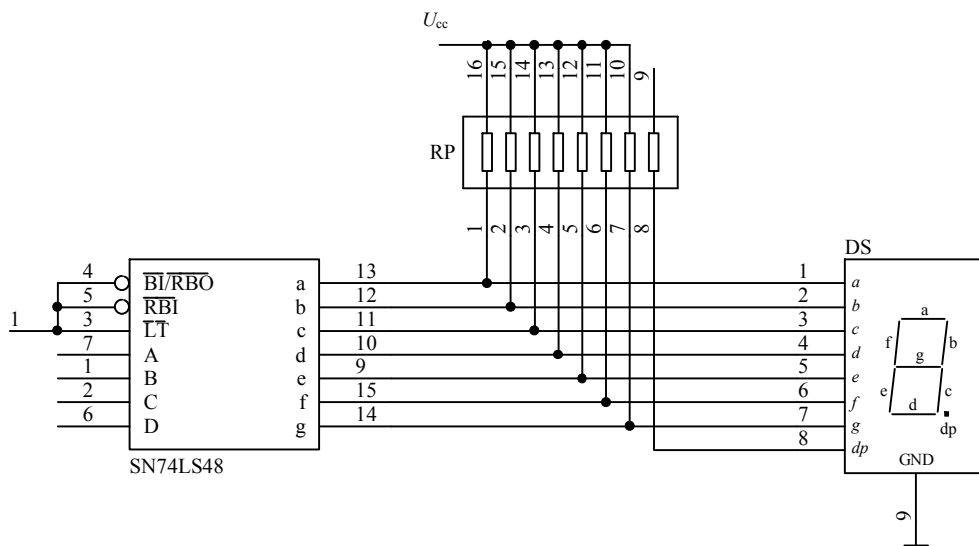 Ucc
16 15 14 13 12 11 10 9
RP
1 2 3 4 5 6 7 8
DS
4 BI/RBO a 13 1 a
5 RBI b 12 2 b
1 3 LT c 11 3 c
7 A d 10 4 d
1 B e 9 5 e
2 C f 15 6 f
6 D g 14 7 g
8 dp
a
f b
g
e c
d
dp
SN74LS48
GND
9